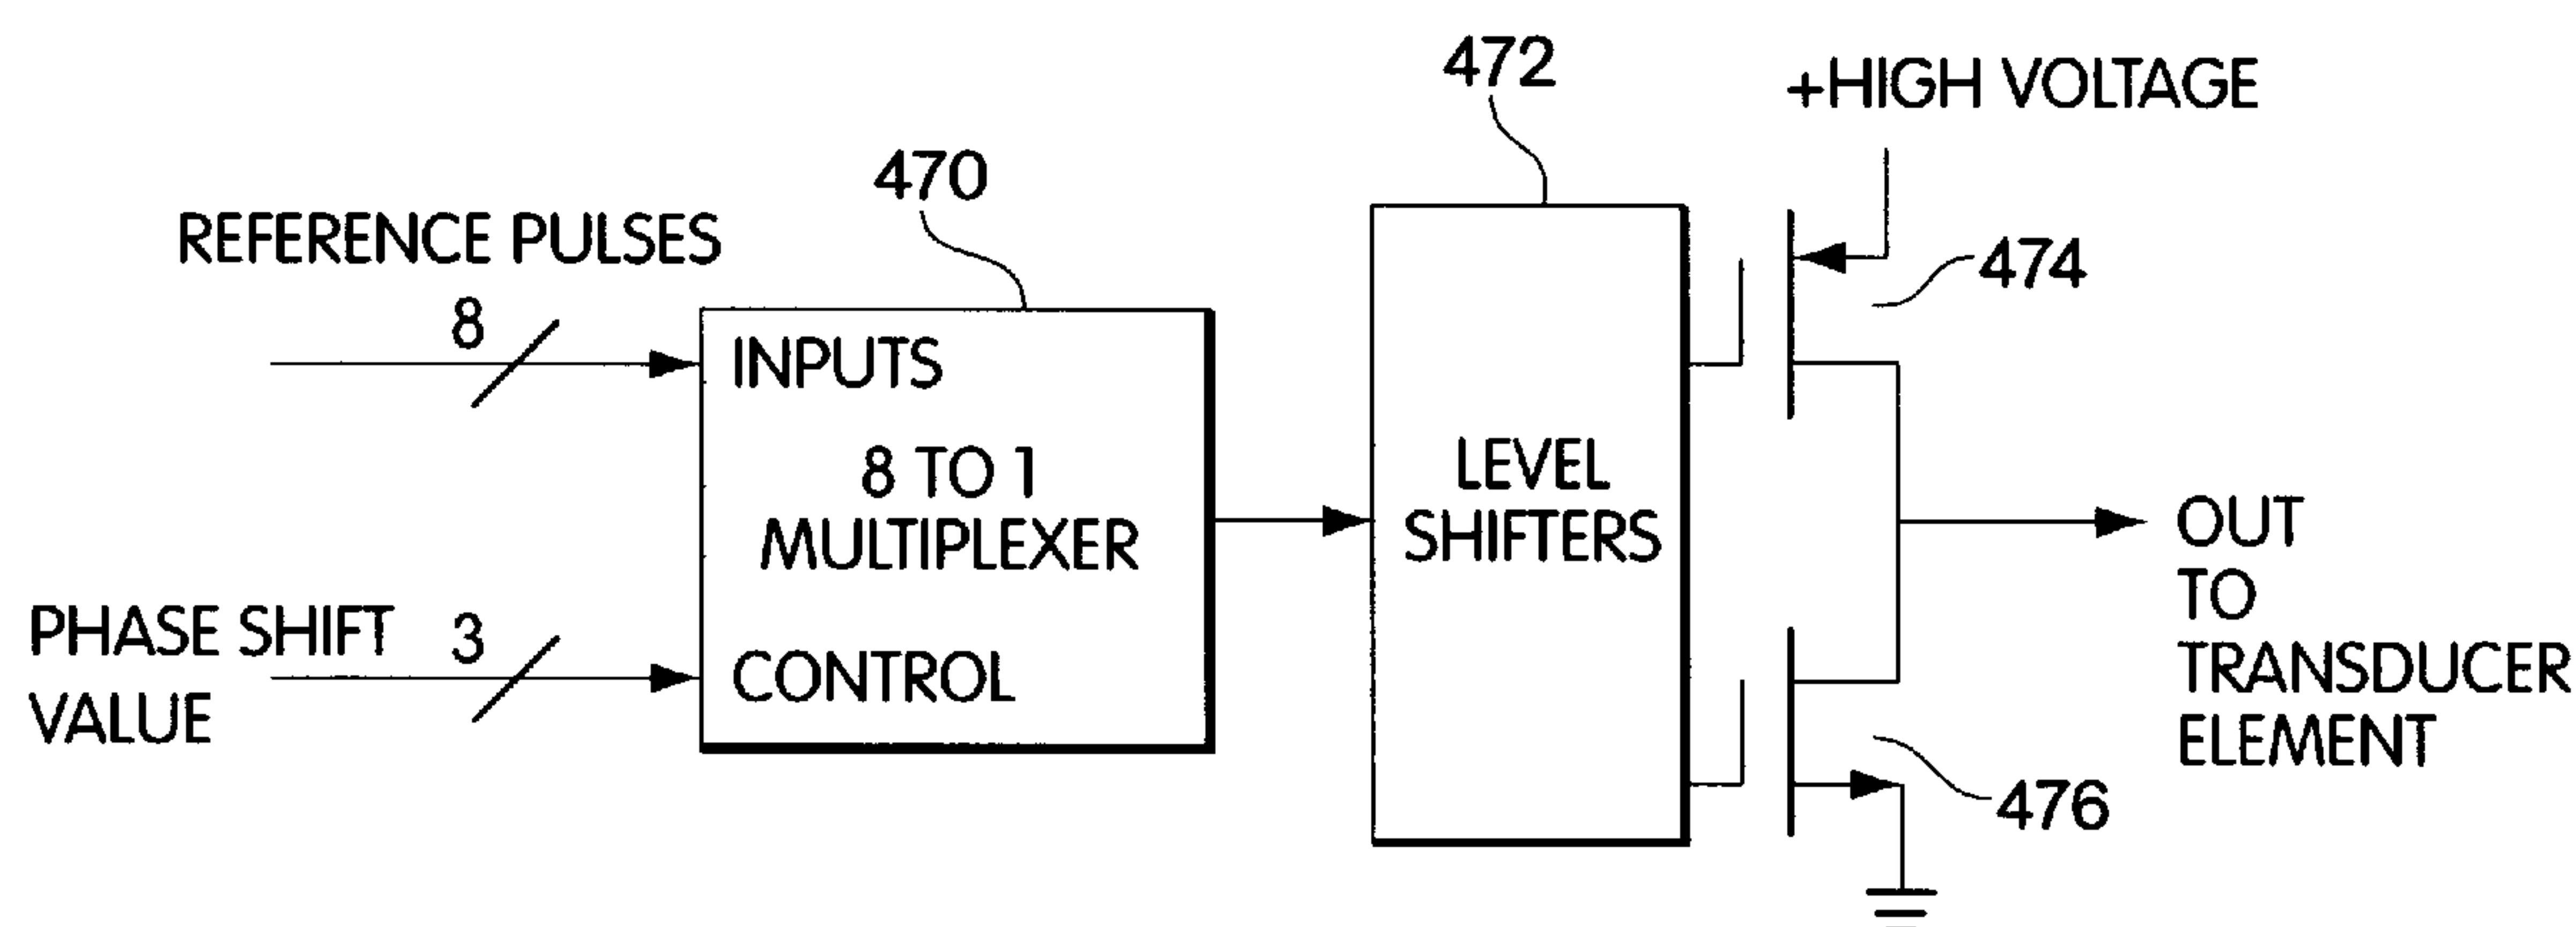 472
+HIGH VOLTAGE
470
REFERENCE PULSES
474
8
INPUTS
8 TO 1
MULTIPLEXER
LEVEL
SHIFTERS
OUT
TO
TRANSDUCER
ELEMENT
PHASE SHIFT
VALUE
3
CONTROL
476